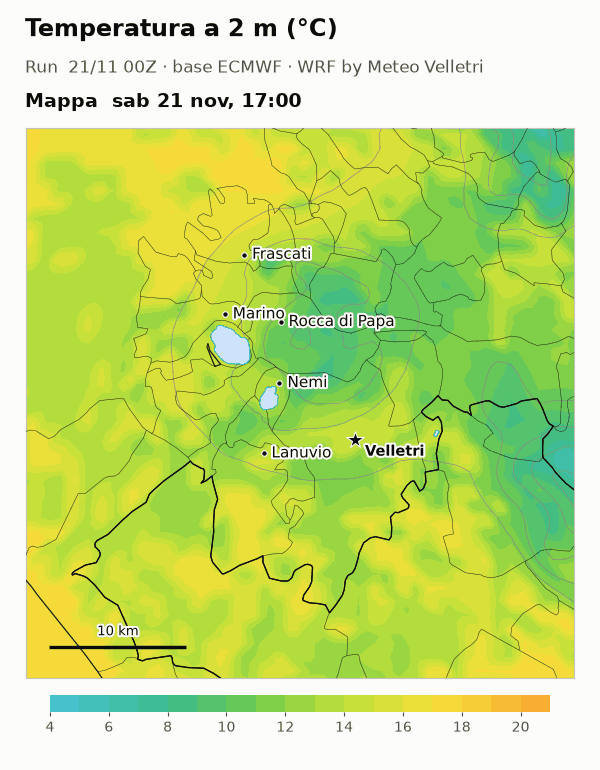 Temperatura a 2 m (°C)
Run  21/11 00Z · base ECMWF · WRF by Meteo Velletri
Mappa  sab 21 nov, 17:00
Frascati
Marino
Rocca di Papa
Nemi
Velletri
Lanuvio
10 km
4 6 8 10 12 14 16 18 20